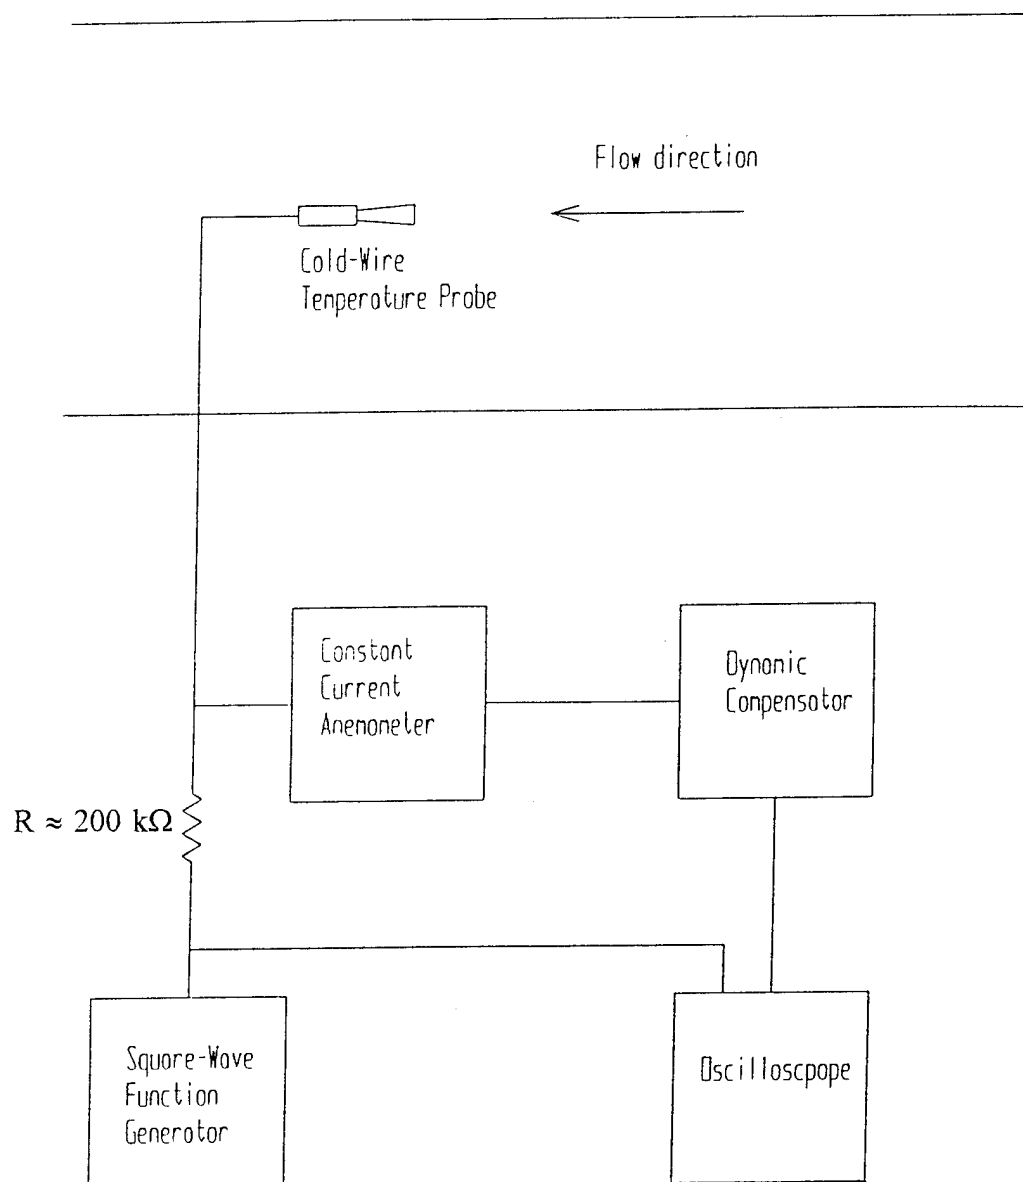 Flow direction
Cold-Wire
Temperature Probe
Constant
Current
Anemometer
Dynamic
Compensator
R ≈ 200 kΩ
Square-Wave
Function
Generator
Oscilloscpope